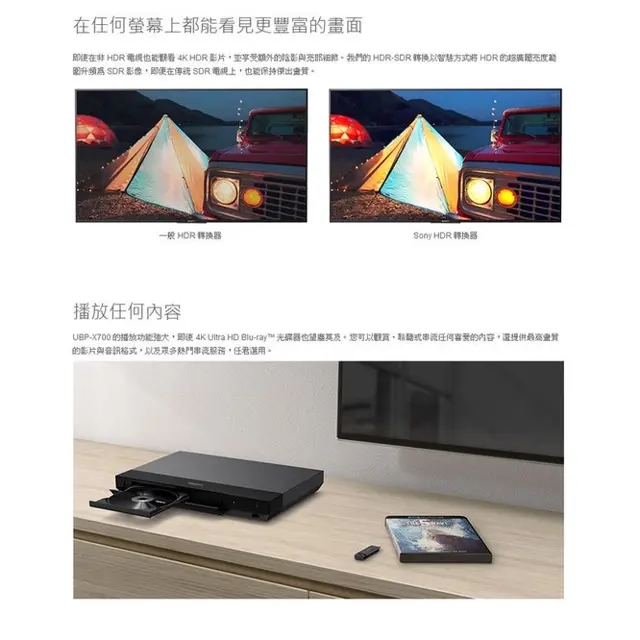 在任何螢幕上都能看見更豐富的畫面
即使在非 HDR 電視也能觀看 4K HDR 影片，並享受額外的陰影與亮部細節。我們的 HDR-SDR 轉換以智慧方式將 HDR 的超廣闊亮度範
圍升頻為 SDR 影像，即便在傳統 SDR 電視上，也能保持傑出畫質。
一般 HDR 轉換器
Sony HDR 轉換器
播放任何內容
UBP-X700 的播放功能強大，即使 4K Ultra HD Blu-ray™ 光碟器也望塵莫及。您可以觀賞、聆聽或串流任何喜愛的內容，還提供最高畫質
的影片與音訊格式，以及眾多熱門串流服務，任君選用。